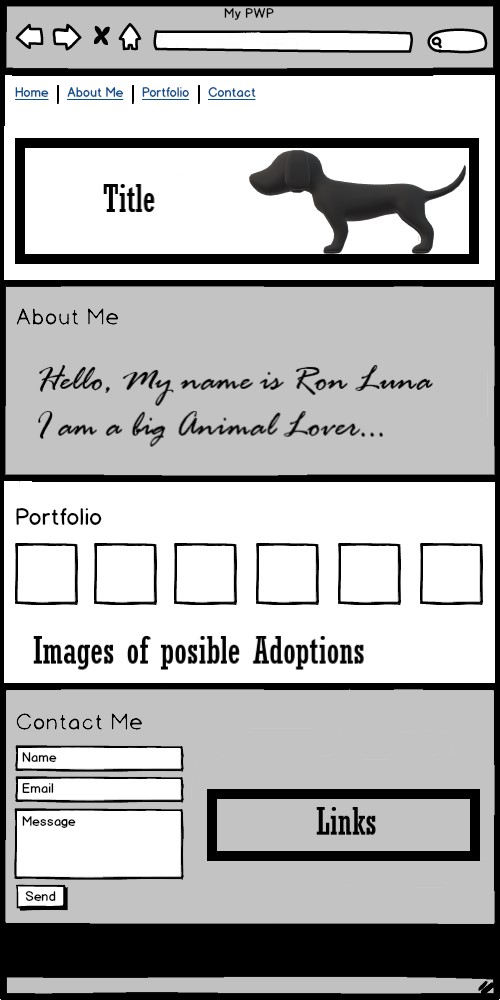 My PWP
Home | About Me | Portfolio | Contact
Title
About Me
Hello, My name is Ron Luna
I am a big Animal Lover...
Portfolio
Images of posible Adoptions
Contact Me
Name
Email
Message
Links
Send